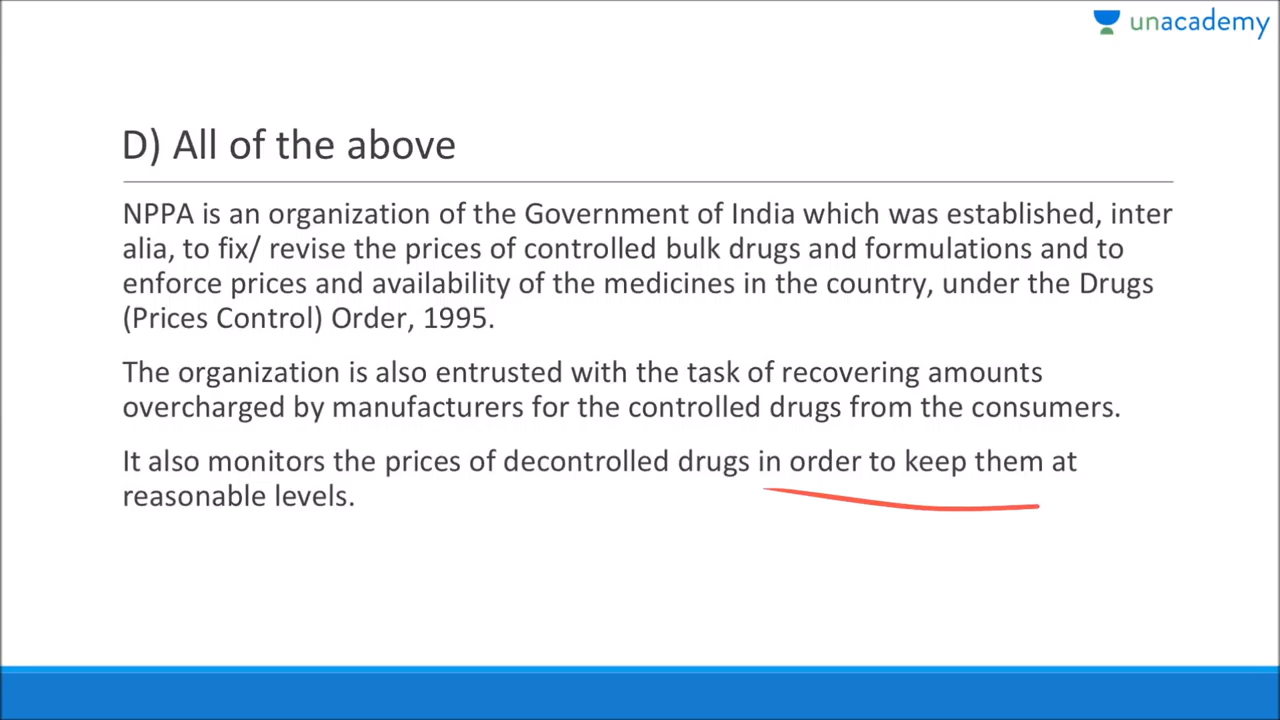 unacademy
D) All of the above
NPPA is an organization of the Government of India which was established, inter
alia, to fix/ revise the prices of controlled bulk drugs and formulations and to
enforce prices and availability of the medicines in the country, under the Drugs
(Prices Control) Order, 1995.
The organization is also entrusted with the task of recovering amounts
overcharged by manufacturers for the controlled drugs from the consumers.
It also monitors the prices of decontrolled drugs in order to keep them at
reasonable levels.